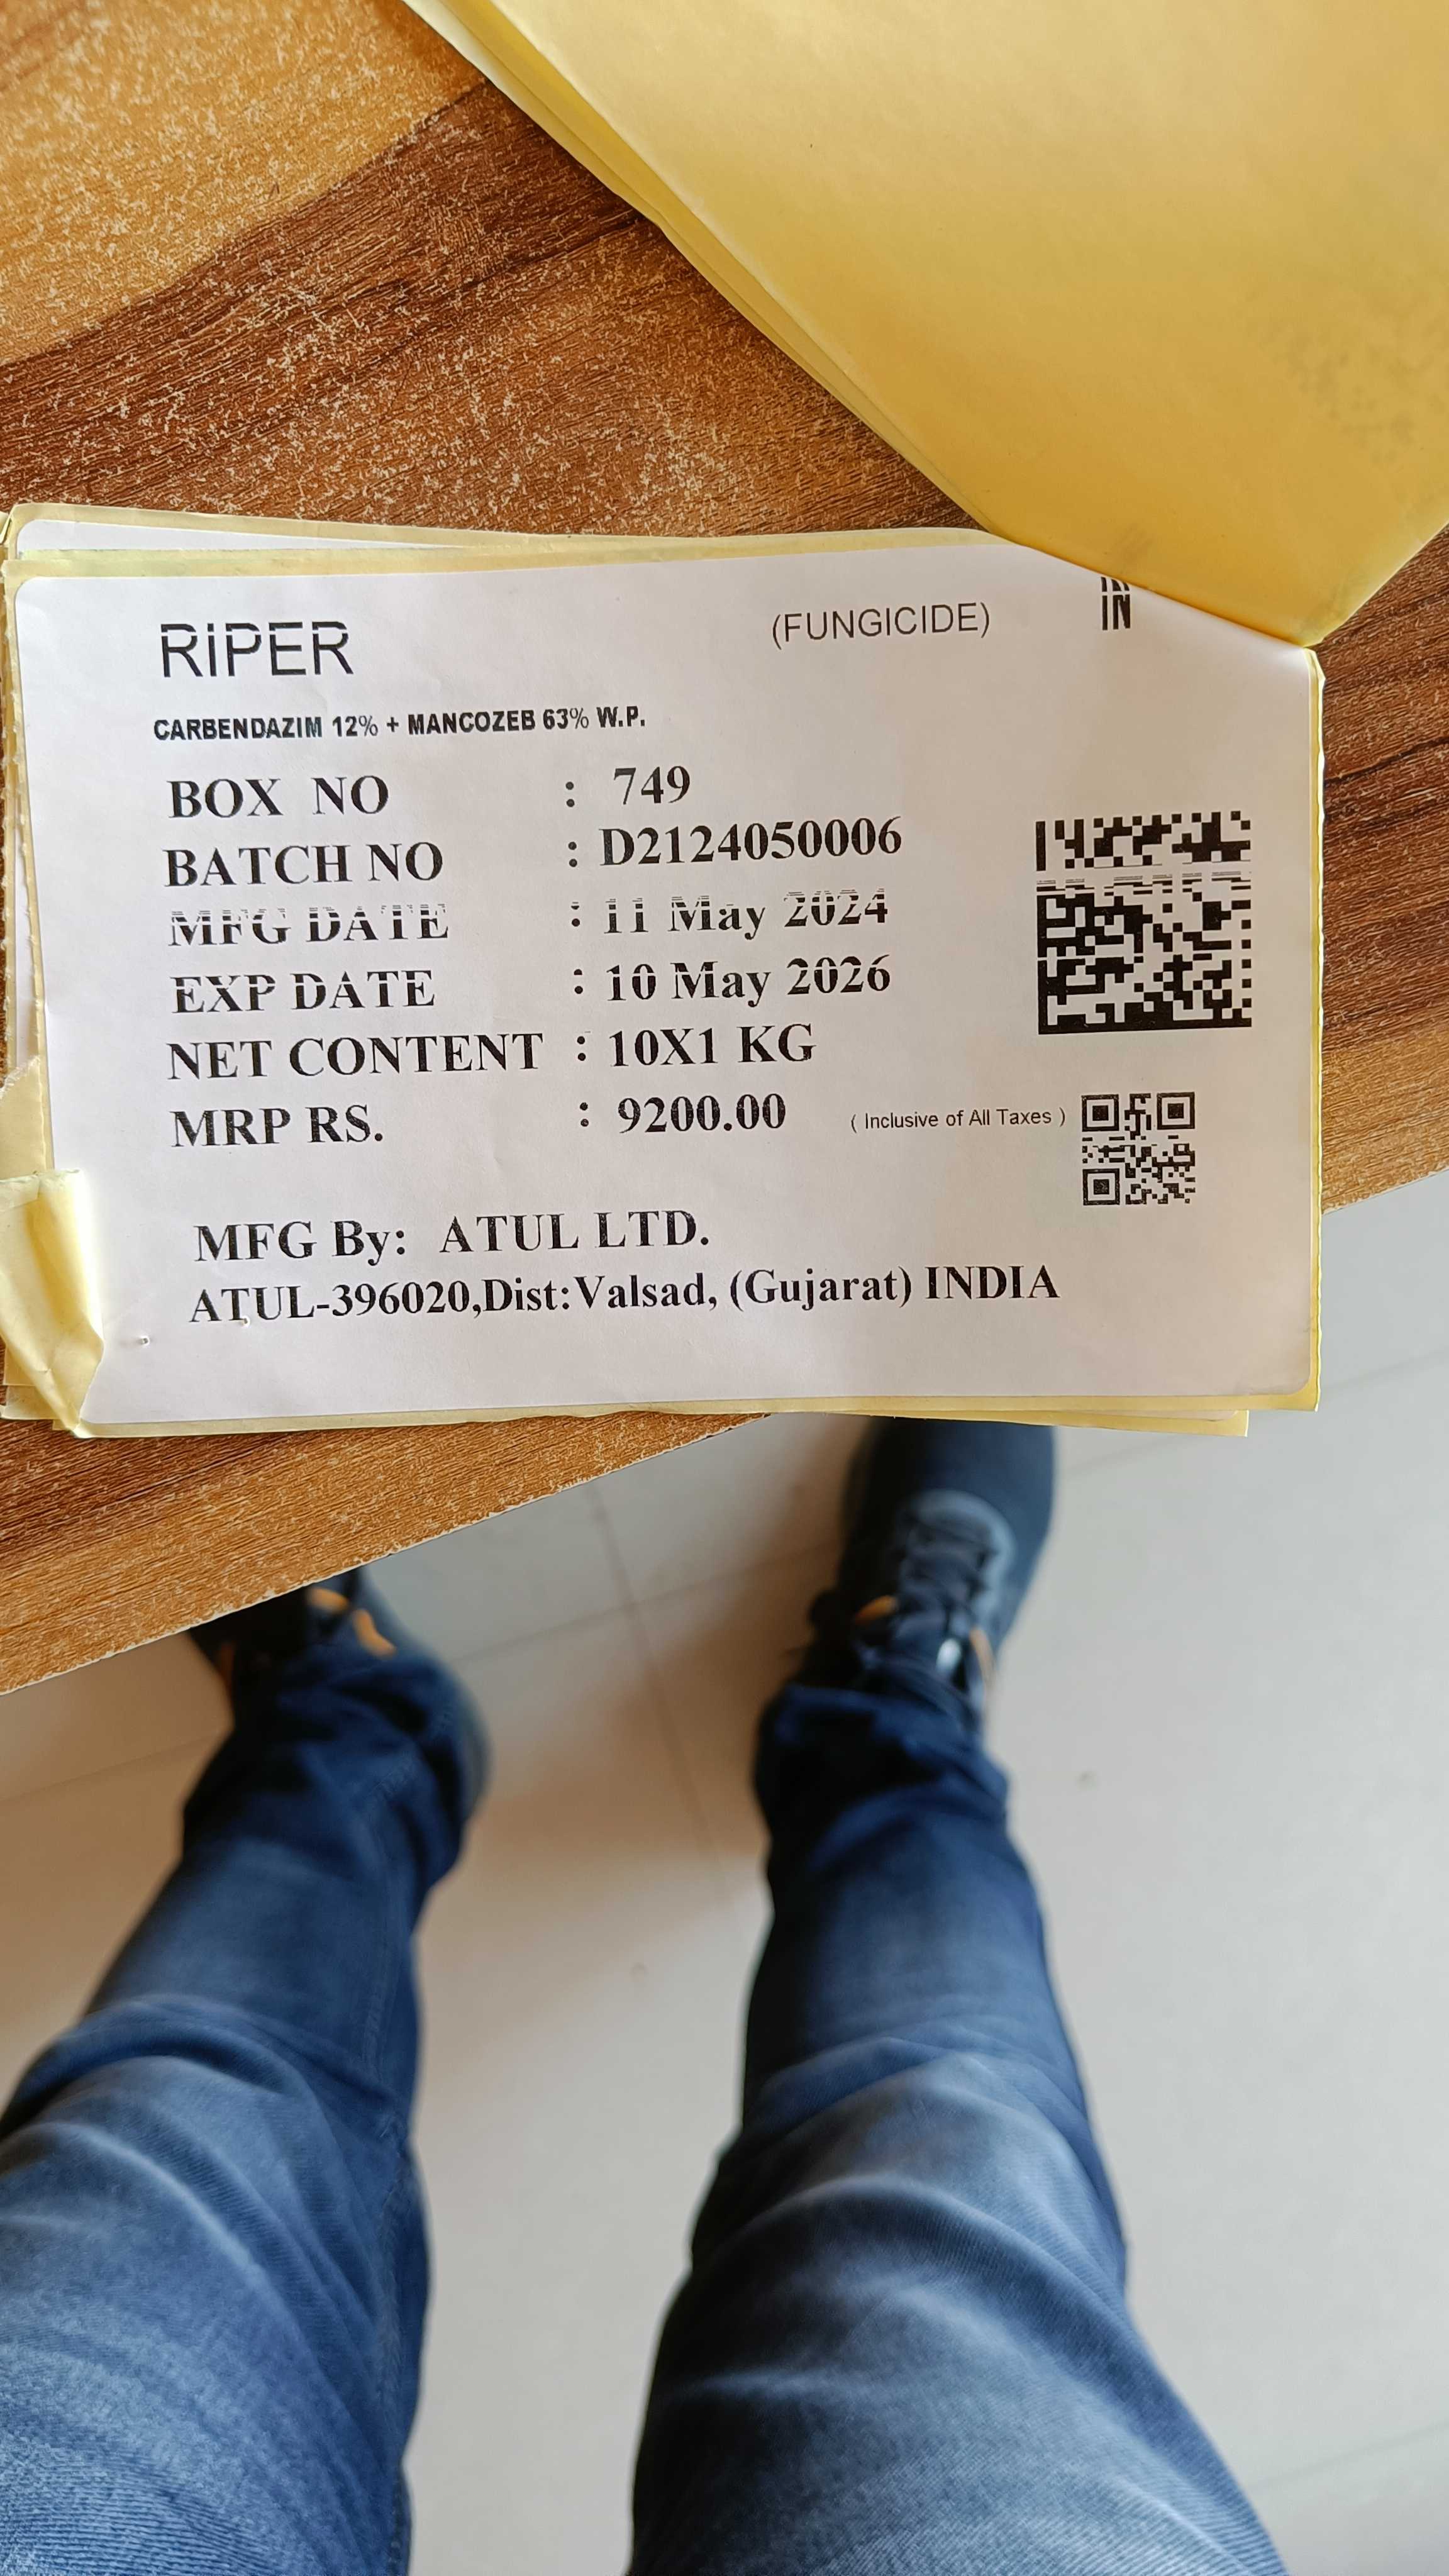 RIPER (FUNGICIDE) IN
CARBENDAZIM 12% + MANCOZEB 63% W.P.
BOX NO : 749
BATCH NO : D2124050006
MFG DATE : 11 May 2024
EXP DATE : 10 May 2026
NET CONTENT : 10X1 KG
MRP RS. : 9200.00 ( Inclusive of All Taxes )
MFG By: ATUL LTD.
ATUL-396020,Dist:Valsad, (Gujarat) INDIA